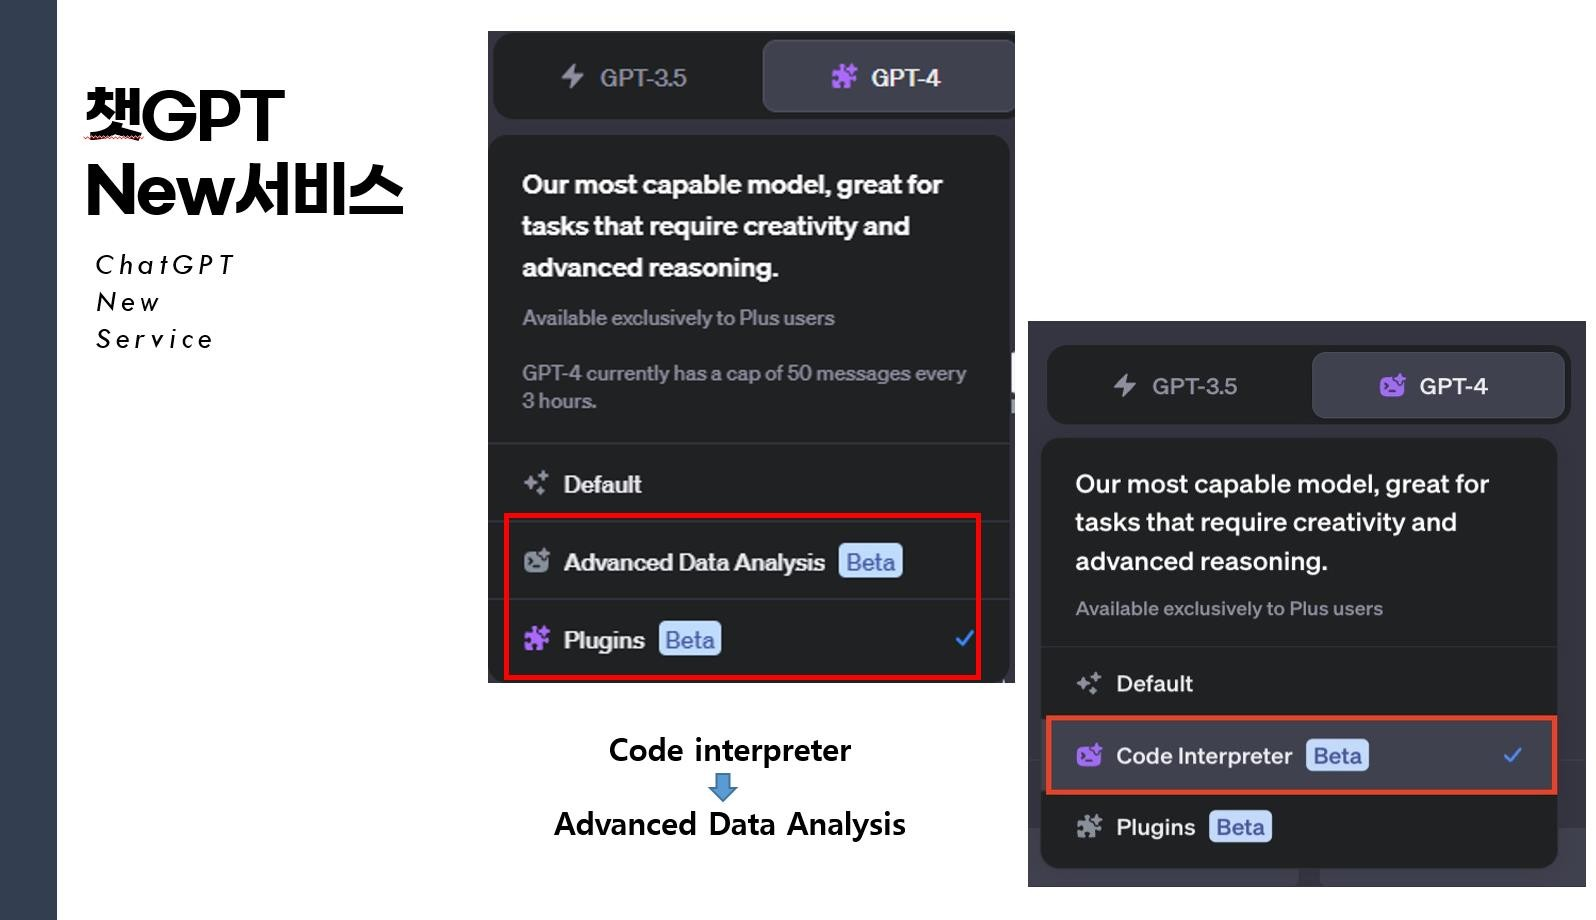 챗GPT
New서비스
ChatGPT
New
Service
GPT-3.5
GPT-4
Our most capable model, great for
tasks that require creativity and
advanced reasoning.
Available exclusively to Plus users
GPT-4 currently has a cap of 50 messages every
3 hours.
Default
Advanced Data Analysis Beta
Plugins Beta
Code interpreter
Advanced Data Analysis
GPT-3.5
GPT-4
Our most capable model, great for
tasks that require creativity and
advanced reasoning.
Available exclusively to Plus users
Default
Code Interpreter Beta
Plugins Beta